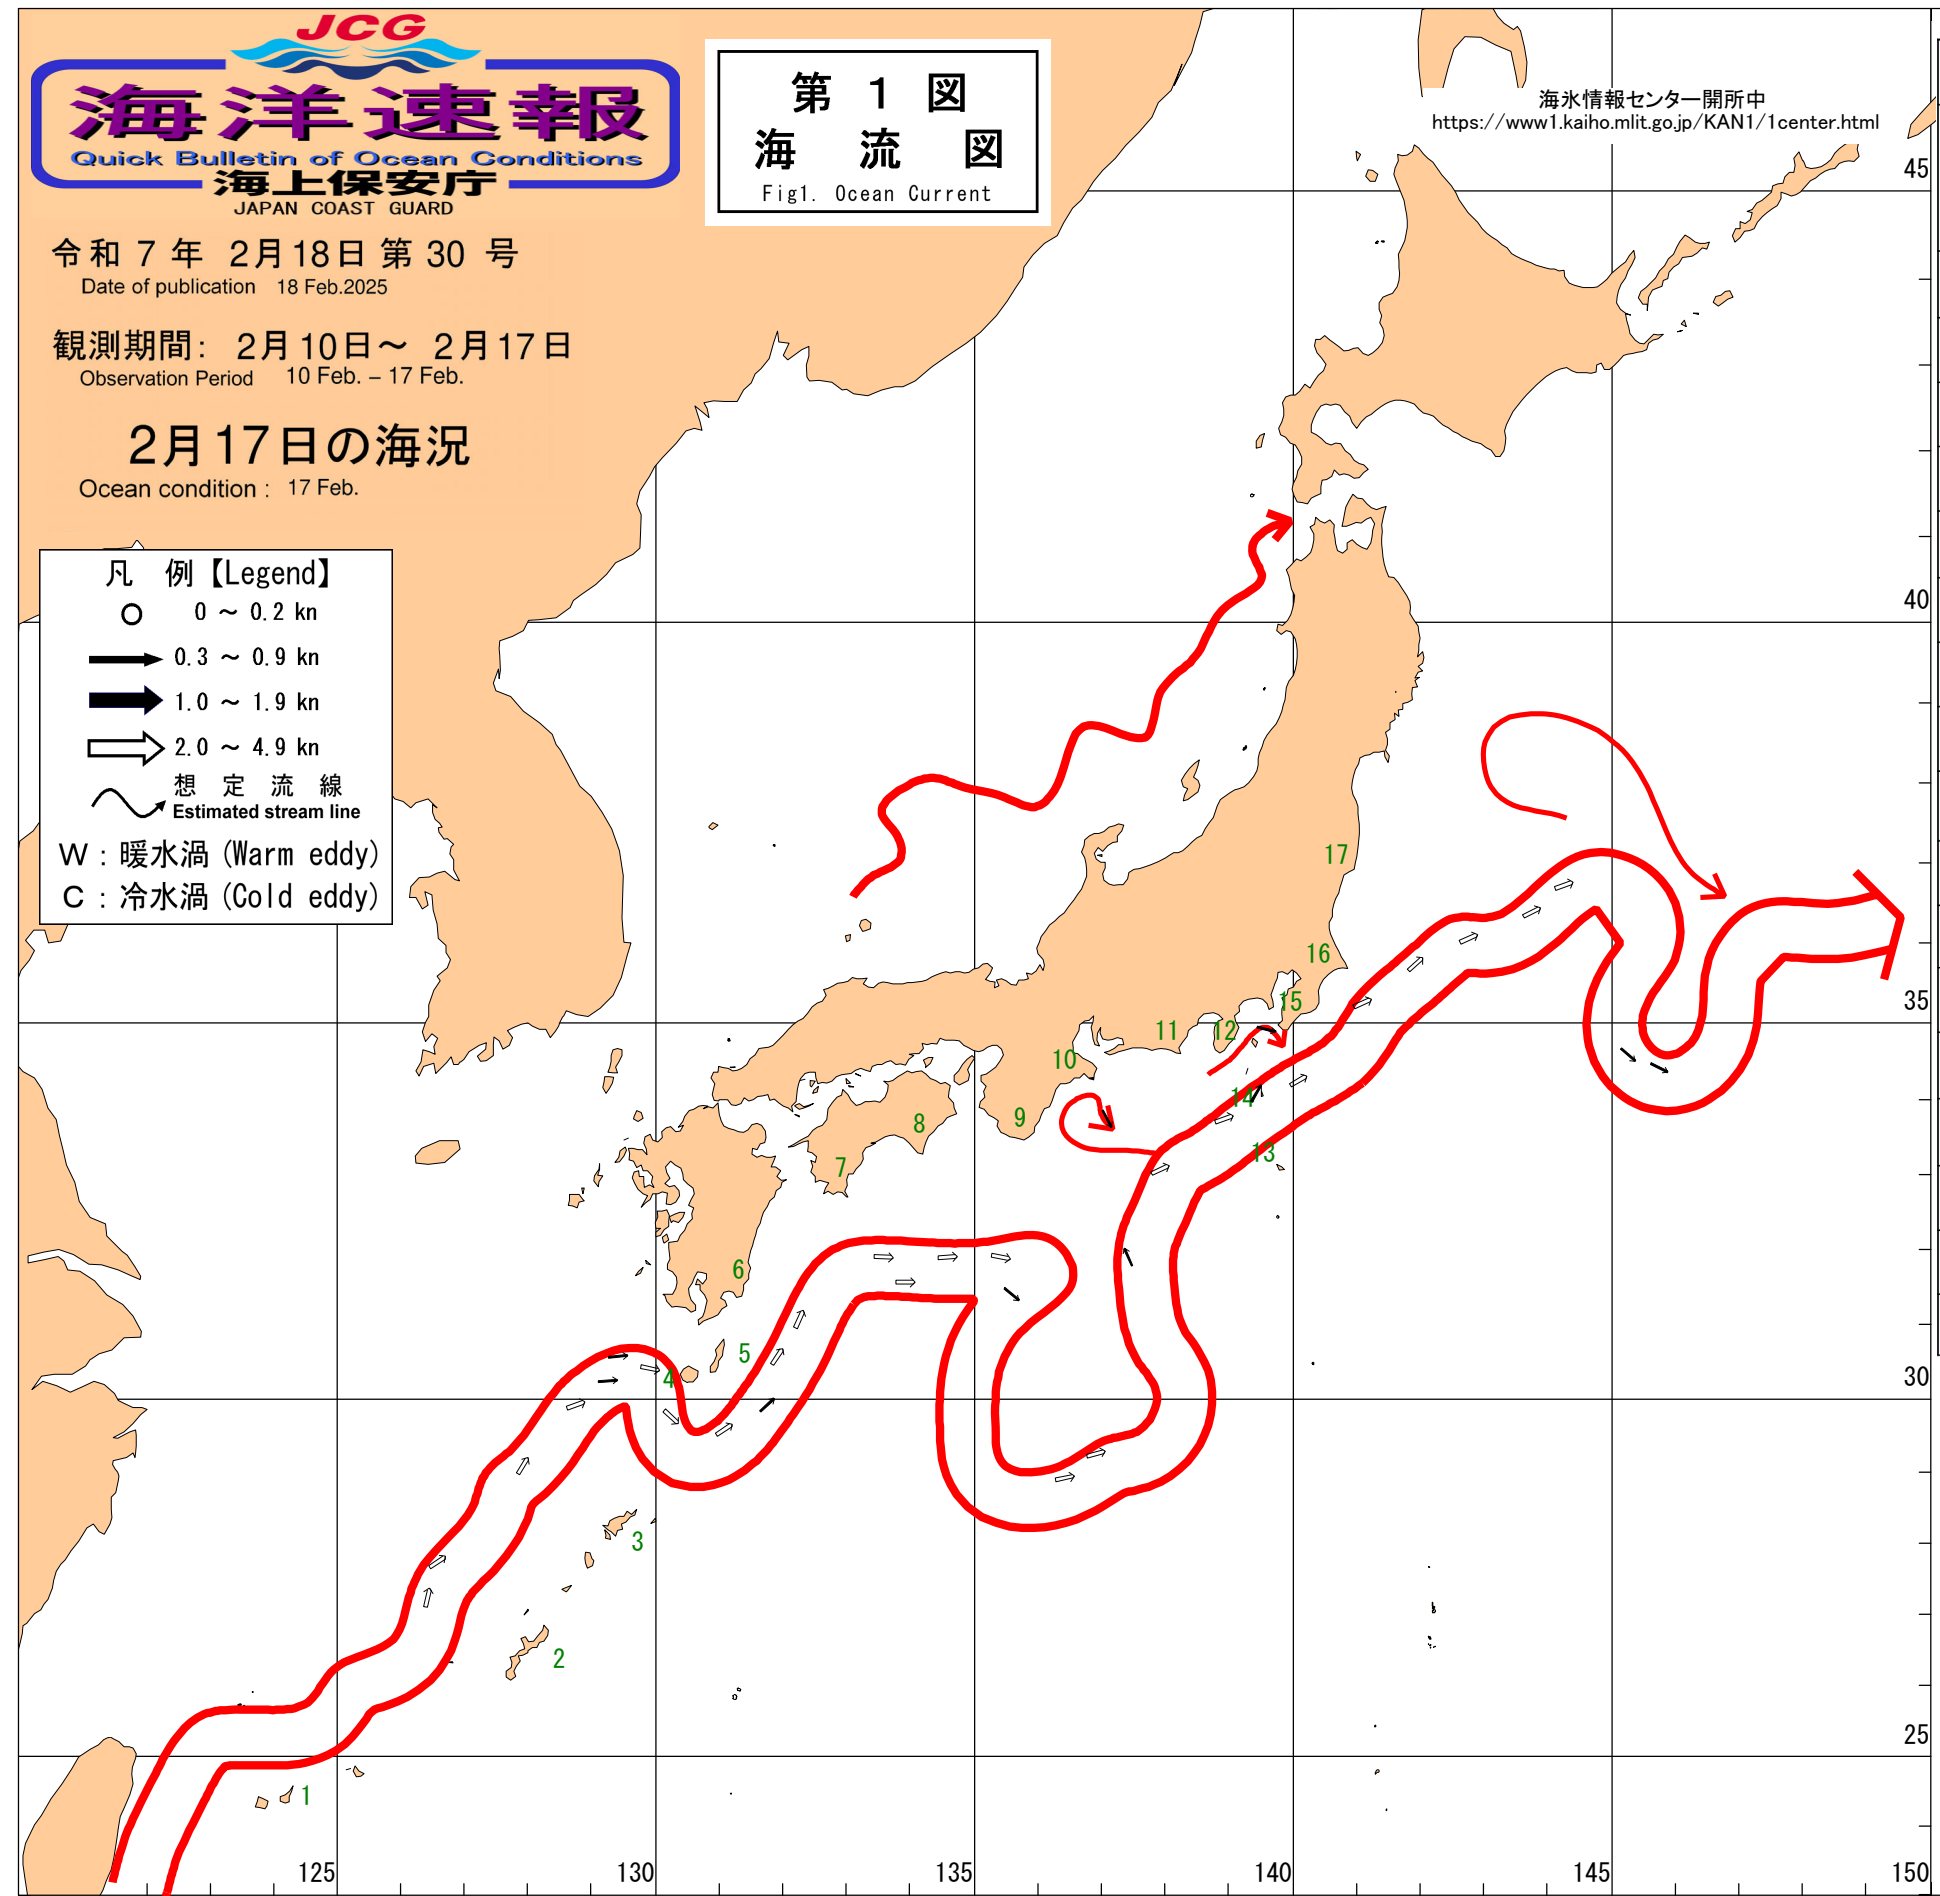 JCG
海洋速報
Quick Bulletin of Ocean Conditions
海上保安庁
JAPAN COAST GUARD
令和 7 年 2月18日 第 30 号
Date of publication 18 Feb.2025
観測期間: 2月10日～ 2月17日
Observation Period 10 Feb. – 17 Feb.
2月17日の海況
Ocean condition : 17 Feb.
第 1 図
海 流 図
Fig1. Ocean Current
海氷情報センター開所中
https://www1.kaiho.mlit.go.jp/KAN1/1center.html
凡 例【Legend】
0 ～ 0.2 kn
0.3 ～ 0.9 kn
1.0 ～ 1.9 kn
2.0 ～ 4.9 kn
想 定 流 線
Estimated stream line
W : 暖水渦 (Warm eddy)
C : 冷水渦 (Cold eddy)
45
40
35
30
25
17
16
15
12
11
10
14
13
9
8
7
6
5
4
3
2
1
125
130
135
140
145
150